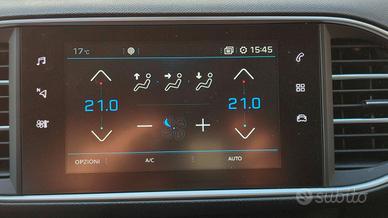 17°C 15:45
21.0 21.0
OPZIONI A/C AUTO
subito